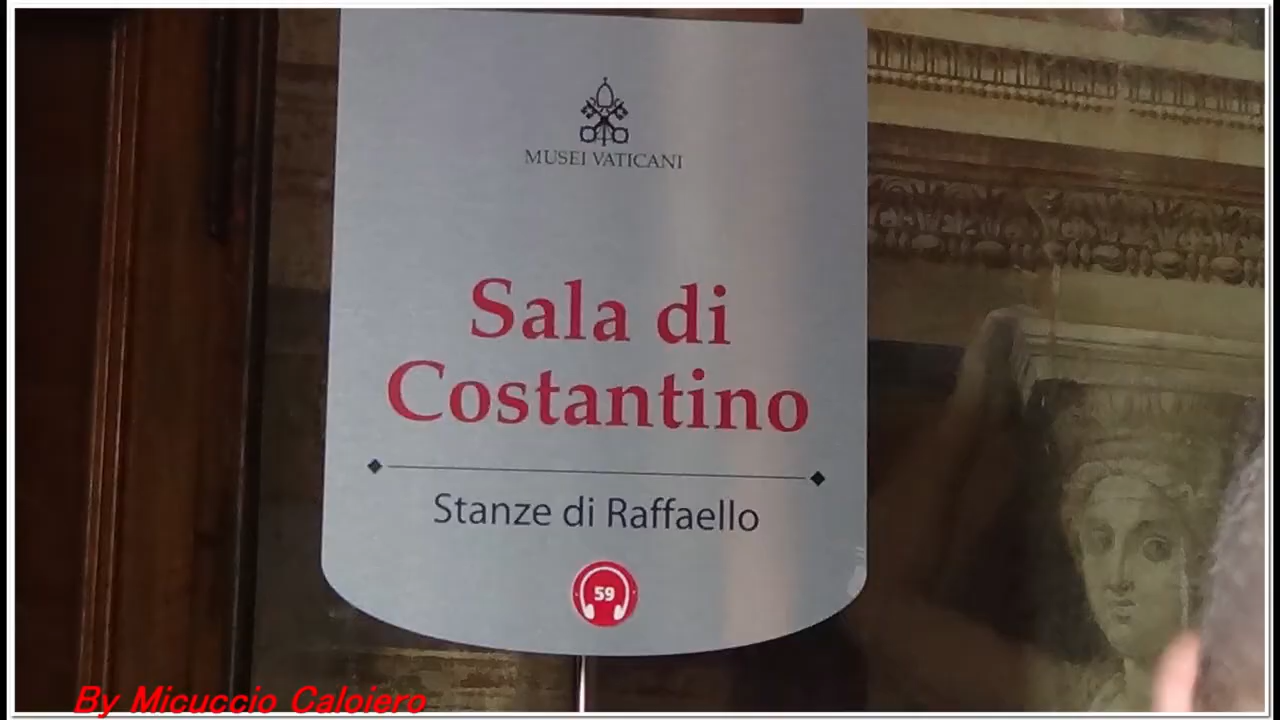 MUSEI VATICANI
Sala di
Costantino
Stanze di Raffaello
59
By Micuccio Caloiero